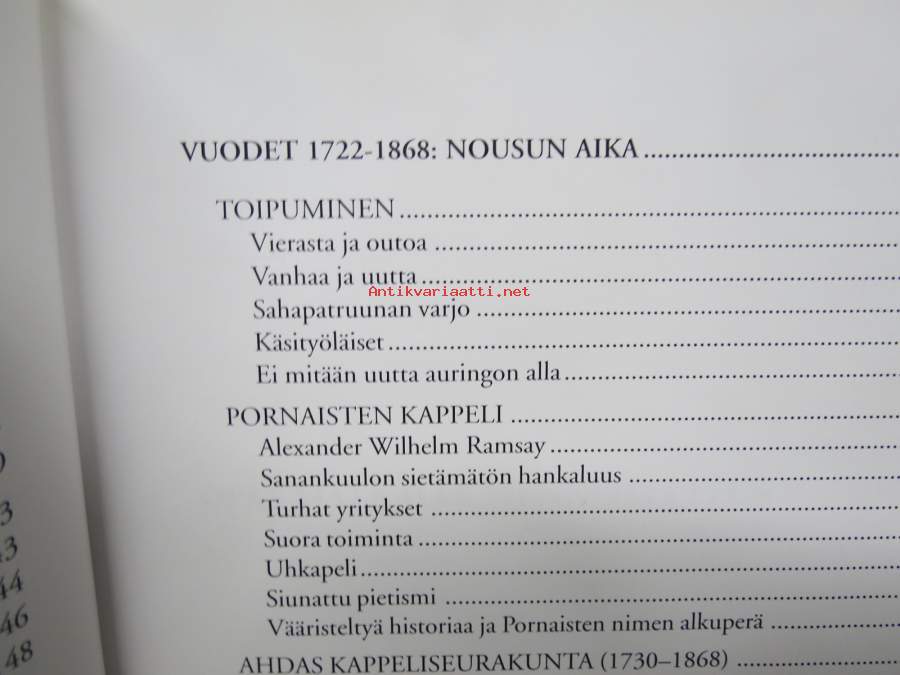 VUODET 1722-1868: NOUSUN AIKA
TOIPUMINEN
Vierasta ja outoa
Vanhaa ja uutta
Antikvariaatti.net
Sahapatruunan varjo
Käsityöläiset
Ei mitään uutta auringon alla
PORNAISTEN KAPPELI
Alexander Wilhelm Ramsay
Sanankuulon sietämätön hankaluus
Turhat yritykset
Suora toiminta
Uhkapeli
Siunattu pietismi
Vääristeltyä historiaa ja Pornaisten nimen alkuperä
AHDAS KAPPELISEURAKUNTA (1730–1868)
44
46
48